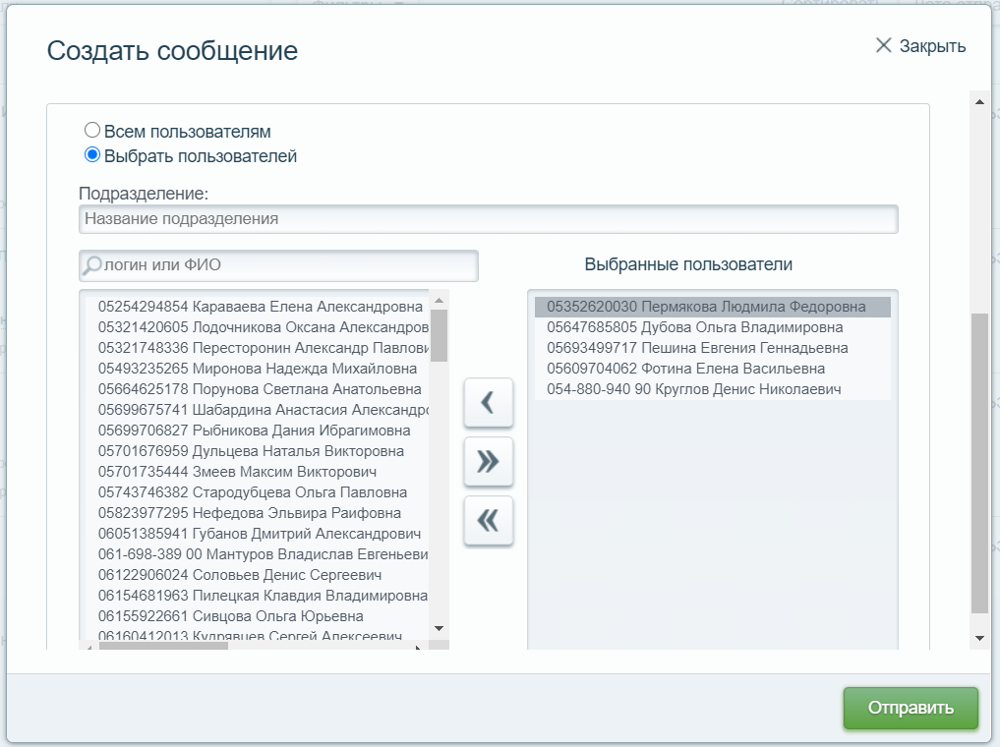 Создать сообщение
Закрыть
Всем пользователям
Выбрать пользователей
Подразделение:
Название подразделения
логин или ФИО
Выбранные пользователи
05254294854 Караваева Елена Александровна
05321420605 Лодочникова Оксана Александров
05321748336 Пересторонин Александр Павлови
05493235265 Миронова Надежда Михайловна
05664625178 Порунова Светлана Анатольевна
05699675741 Шабардина Анастасия Александро
05699706827 Рыбникова Дания Ибрагимовна
05701676959 Дульцева Наталья Викторовна
05701735444 Змеев Максим Викторович
05743746382 Стародубцева Ольга Павловна
05823977295 Нефедова Эльвира Раифовна
06051385941 Губанов Дмитрий Александрович
061-698-389 00 Мантуров Владислав Евгеньеви
06122906024 Соловьев Денис Сергеевич
06154681963 Пилецкая Клавдия Владимировна
06155922661 Сивцова Ольга Юрьевна
06160412013 Кудрявцев Сергей Алексеевич
05352620030 Пермякова Людмила Федоровна
05647685805 Дубова Ольга Владимировна
05693499717 Пешина Евгения Геннадьевна
05609704062 Фотина Елена Васильевна
054-880-940 90 Круглов Денис Николаевич
Отправить